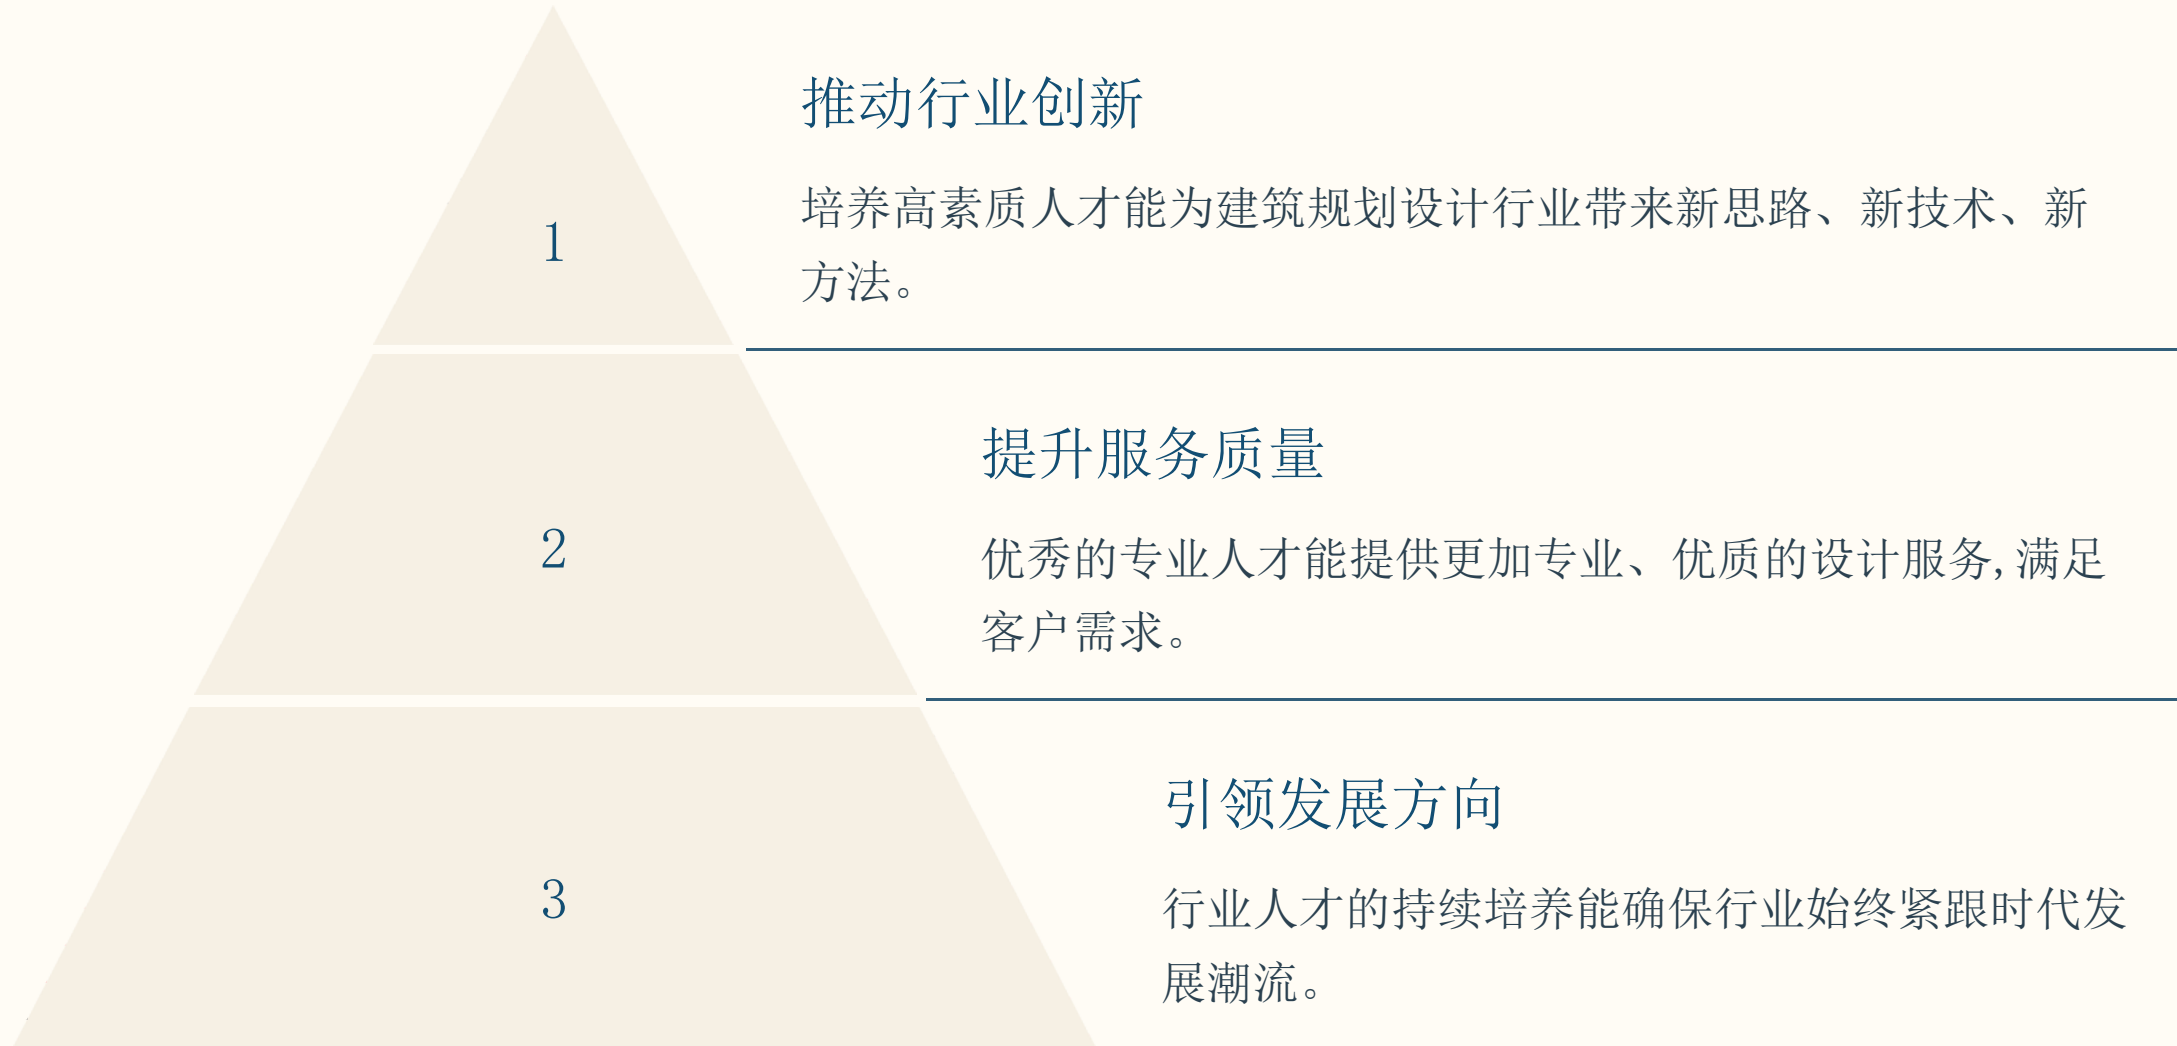 推动行业创新
1
培养高素质人才能为建筑规划设计行业带来新思路、新技术、新
方法。
提升服务质量
2
优秀的专业人才能提供更加专业、优质的设计服务,满足
客户需求。
引领发展方向
3
行业人才的持续培养能确保行业始终紧跟时代发
展潮流。